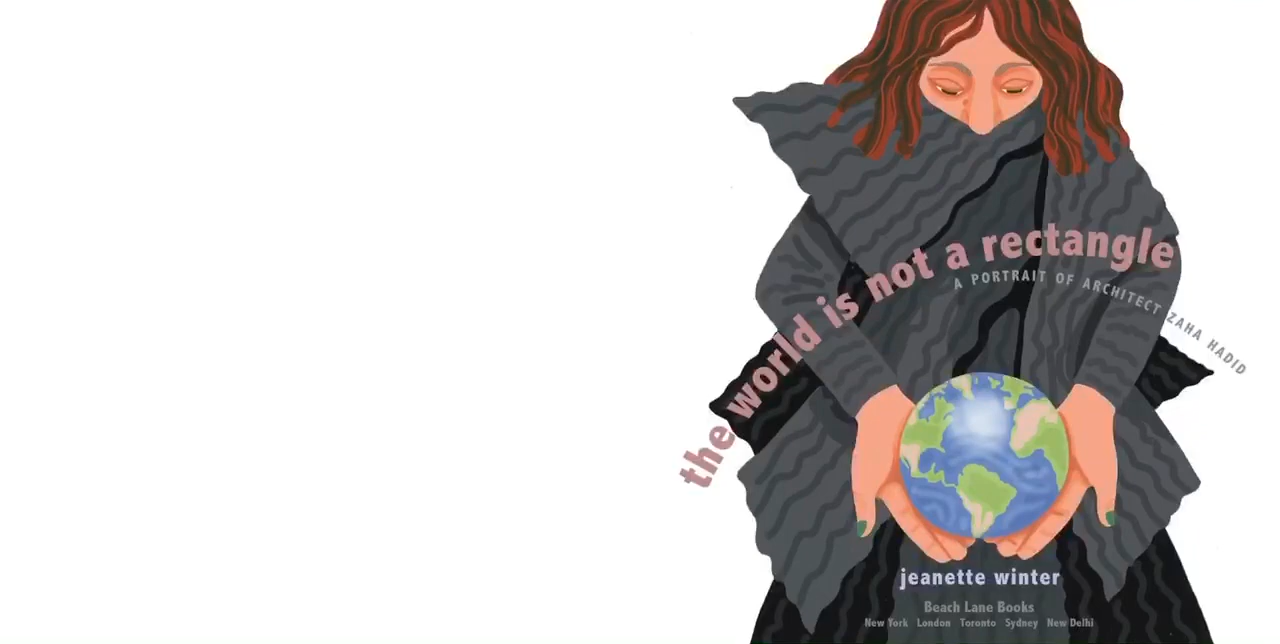 the world is not a rectangle
A PORTRAIT OF ARCHITECT ZAHA HADID
jeanette winter
Beach Lane Books
New York London Toronto Sydney New Delhi